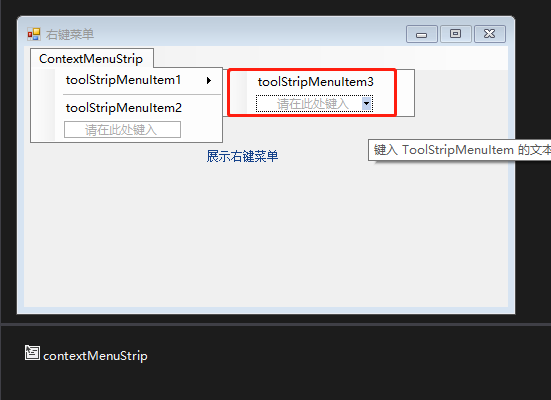 右键菜单
ContextMenuStrip
toolStripMenuItem1
toolStripMenuItem3
请在此处键入
toolStripMenuItem2
请在此处键入
键入 ToolStripMenuItem 的文本
展示右键菜单
contextMenuStrip